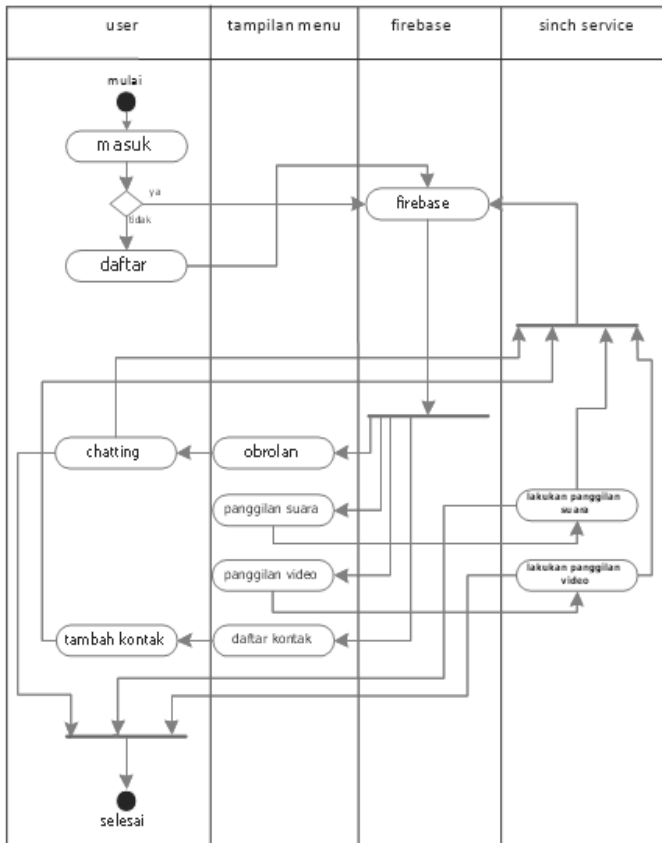 user
tampilan menu
firebase
sinch service
mulai
masuk
ya
tidak
firebase
daftar
chatting
obrolan
panggilan suara
lakukan panggilan
suara
panggilan video
lakukan panggilan
video
tambah kontak
daftar kontak
selesai